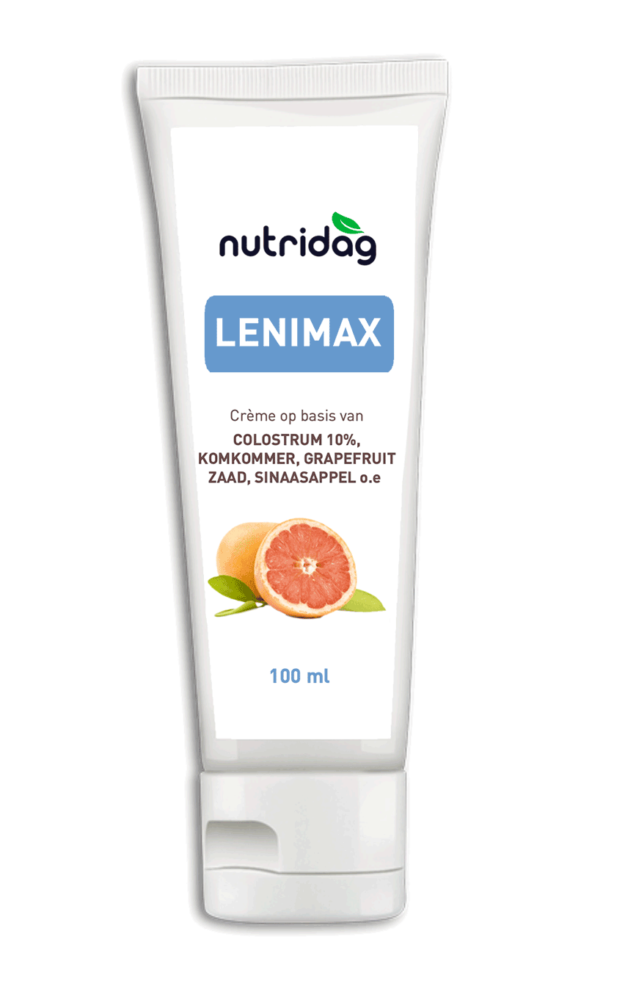 nutridag
LENIMAX
Crème op basis van
COLOSTRUM 10%,
KOMKOMMER, GRAPEFRUIT
ZAAD, SINAASAPPEL o.e
100 ml